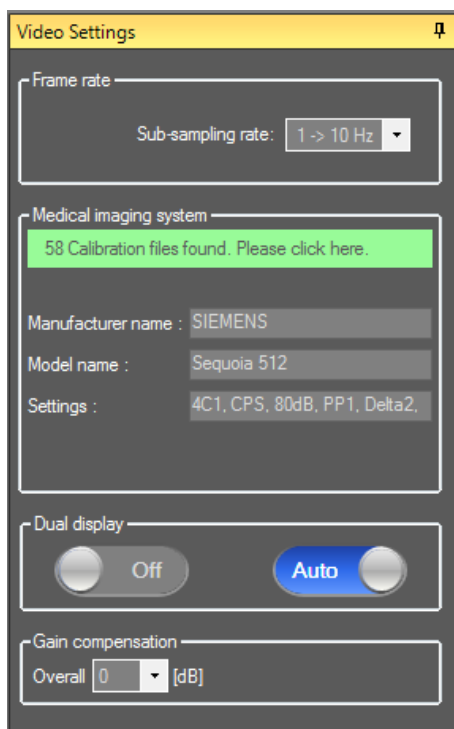 Video Settings
Frame rate
Sub-sampling rate: 1 -> 10 Hz
Medical imaging system
58 Calibration files found. Please click here.
Manufacturer name : SIEMENS
Model name : Sequoia 512
Settings : 4C1, CPS, 80dB, PP1, Delta2,
Dual display
Off Auto
Gain compensation
Overall 0 [dB]